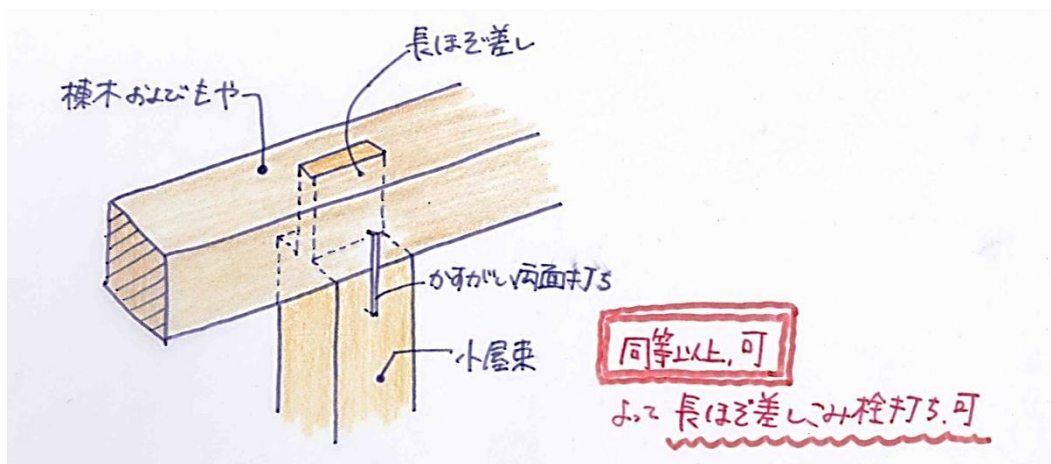 長ほぞ差し
棟木およびもや
かすがい両面打ち
小屋束
同等以上、可
よって 長ほぞ差しこみ栓打ち、可